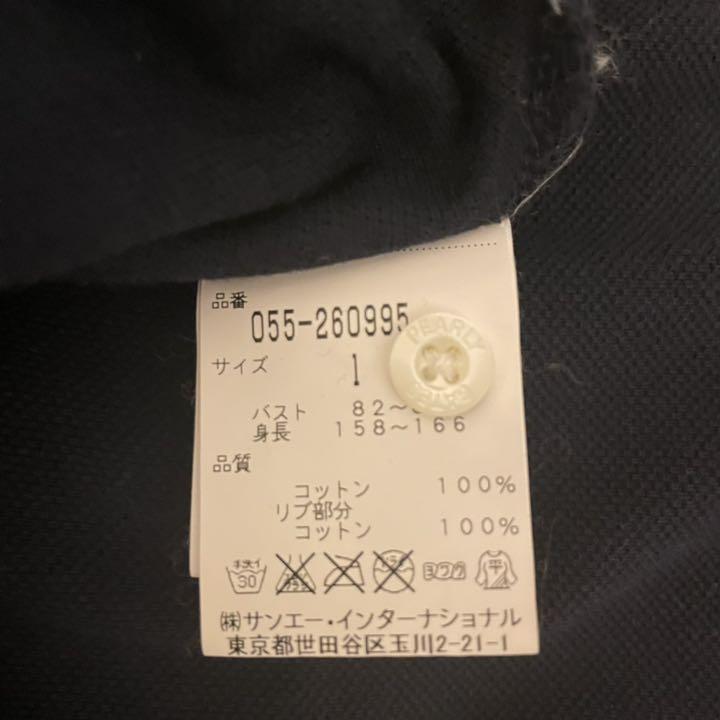 品番
055-260995
PEARLY
サイズ
1
バスト 82〜
身長 158〜166
品質
コットン 100%
リブ部分
コットン 100%
手洗イ
30
ヨワク
平
㈱サンエー・インターナショナル
東京都世田谷区玉川2-21-1